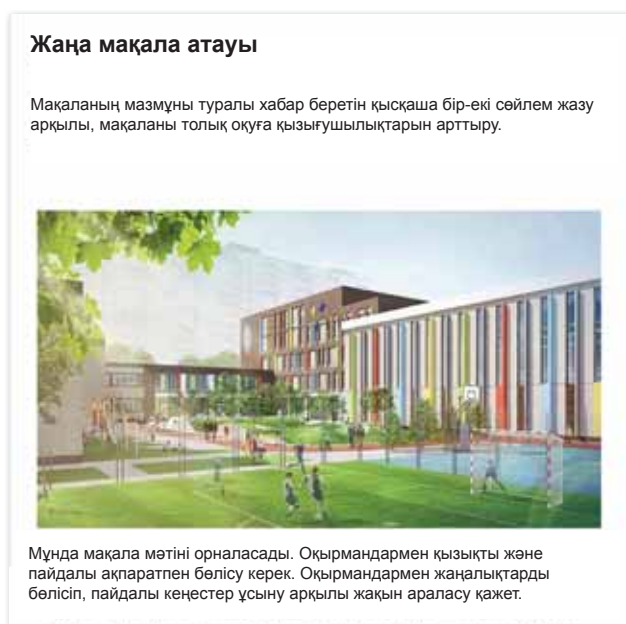 Жаңа мақала атауы
Мақаланың мазмұны туралы хабар беретін қысқаша бір-екі сөйлем жазу
арқылы, мақаланы толық оқуға қызығушылықтарын арттыру.
Мұнда мақала мәтіні орналасады. Оқырмандармен қызықты және
пайдалы ақпаратпен бөлісу керек. Оқырмандармен жаңалықтарды
бөлісіп, пайдалы кеңестер ұсыну арқылы жақын араласу қажет.